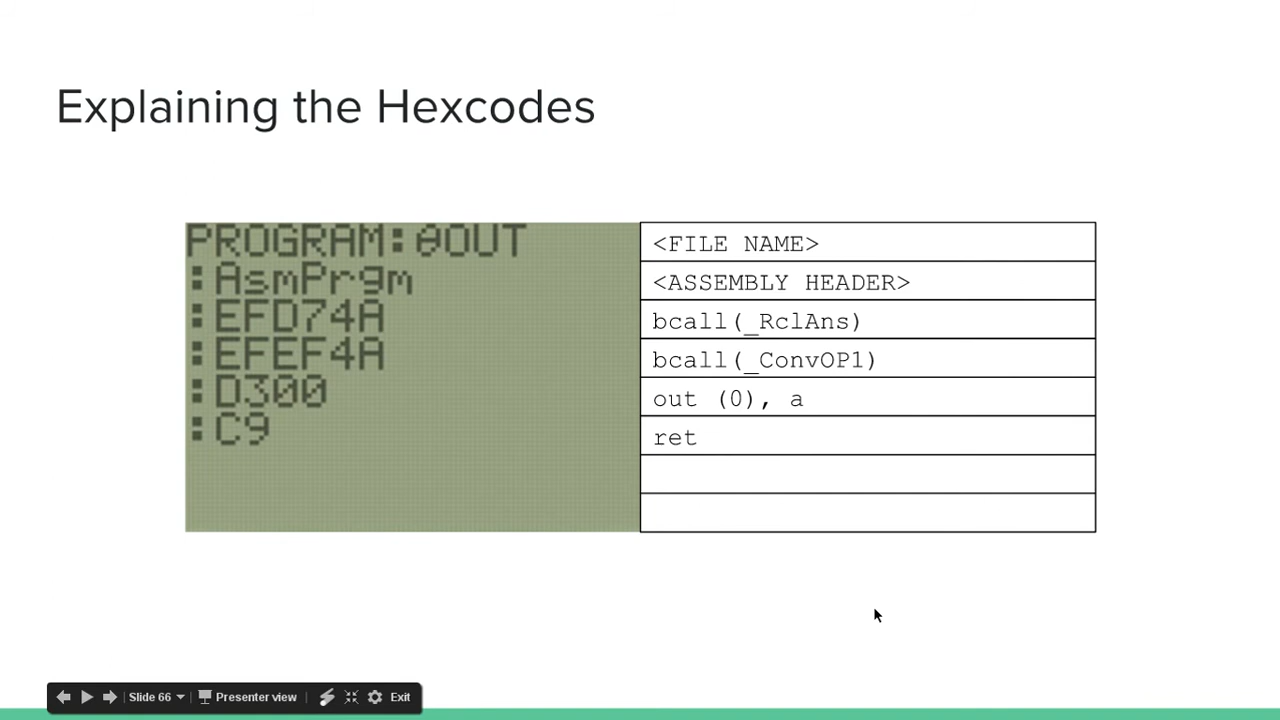 Explaining the Hexcodes
PROGRAM:θOUT
:AsmPrgm
:EFD74A
:EFEF4A
:D300
:C9
<FILE NAME>
<ASSEMBLY HEADER>
bcall(_RclAns)
bcall(_ConvOP1)
out (0), a
ret
Slide 66
Presenter view
Exit